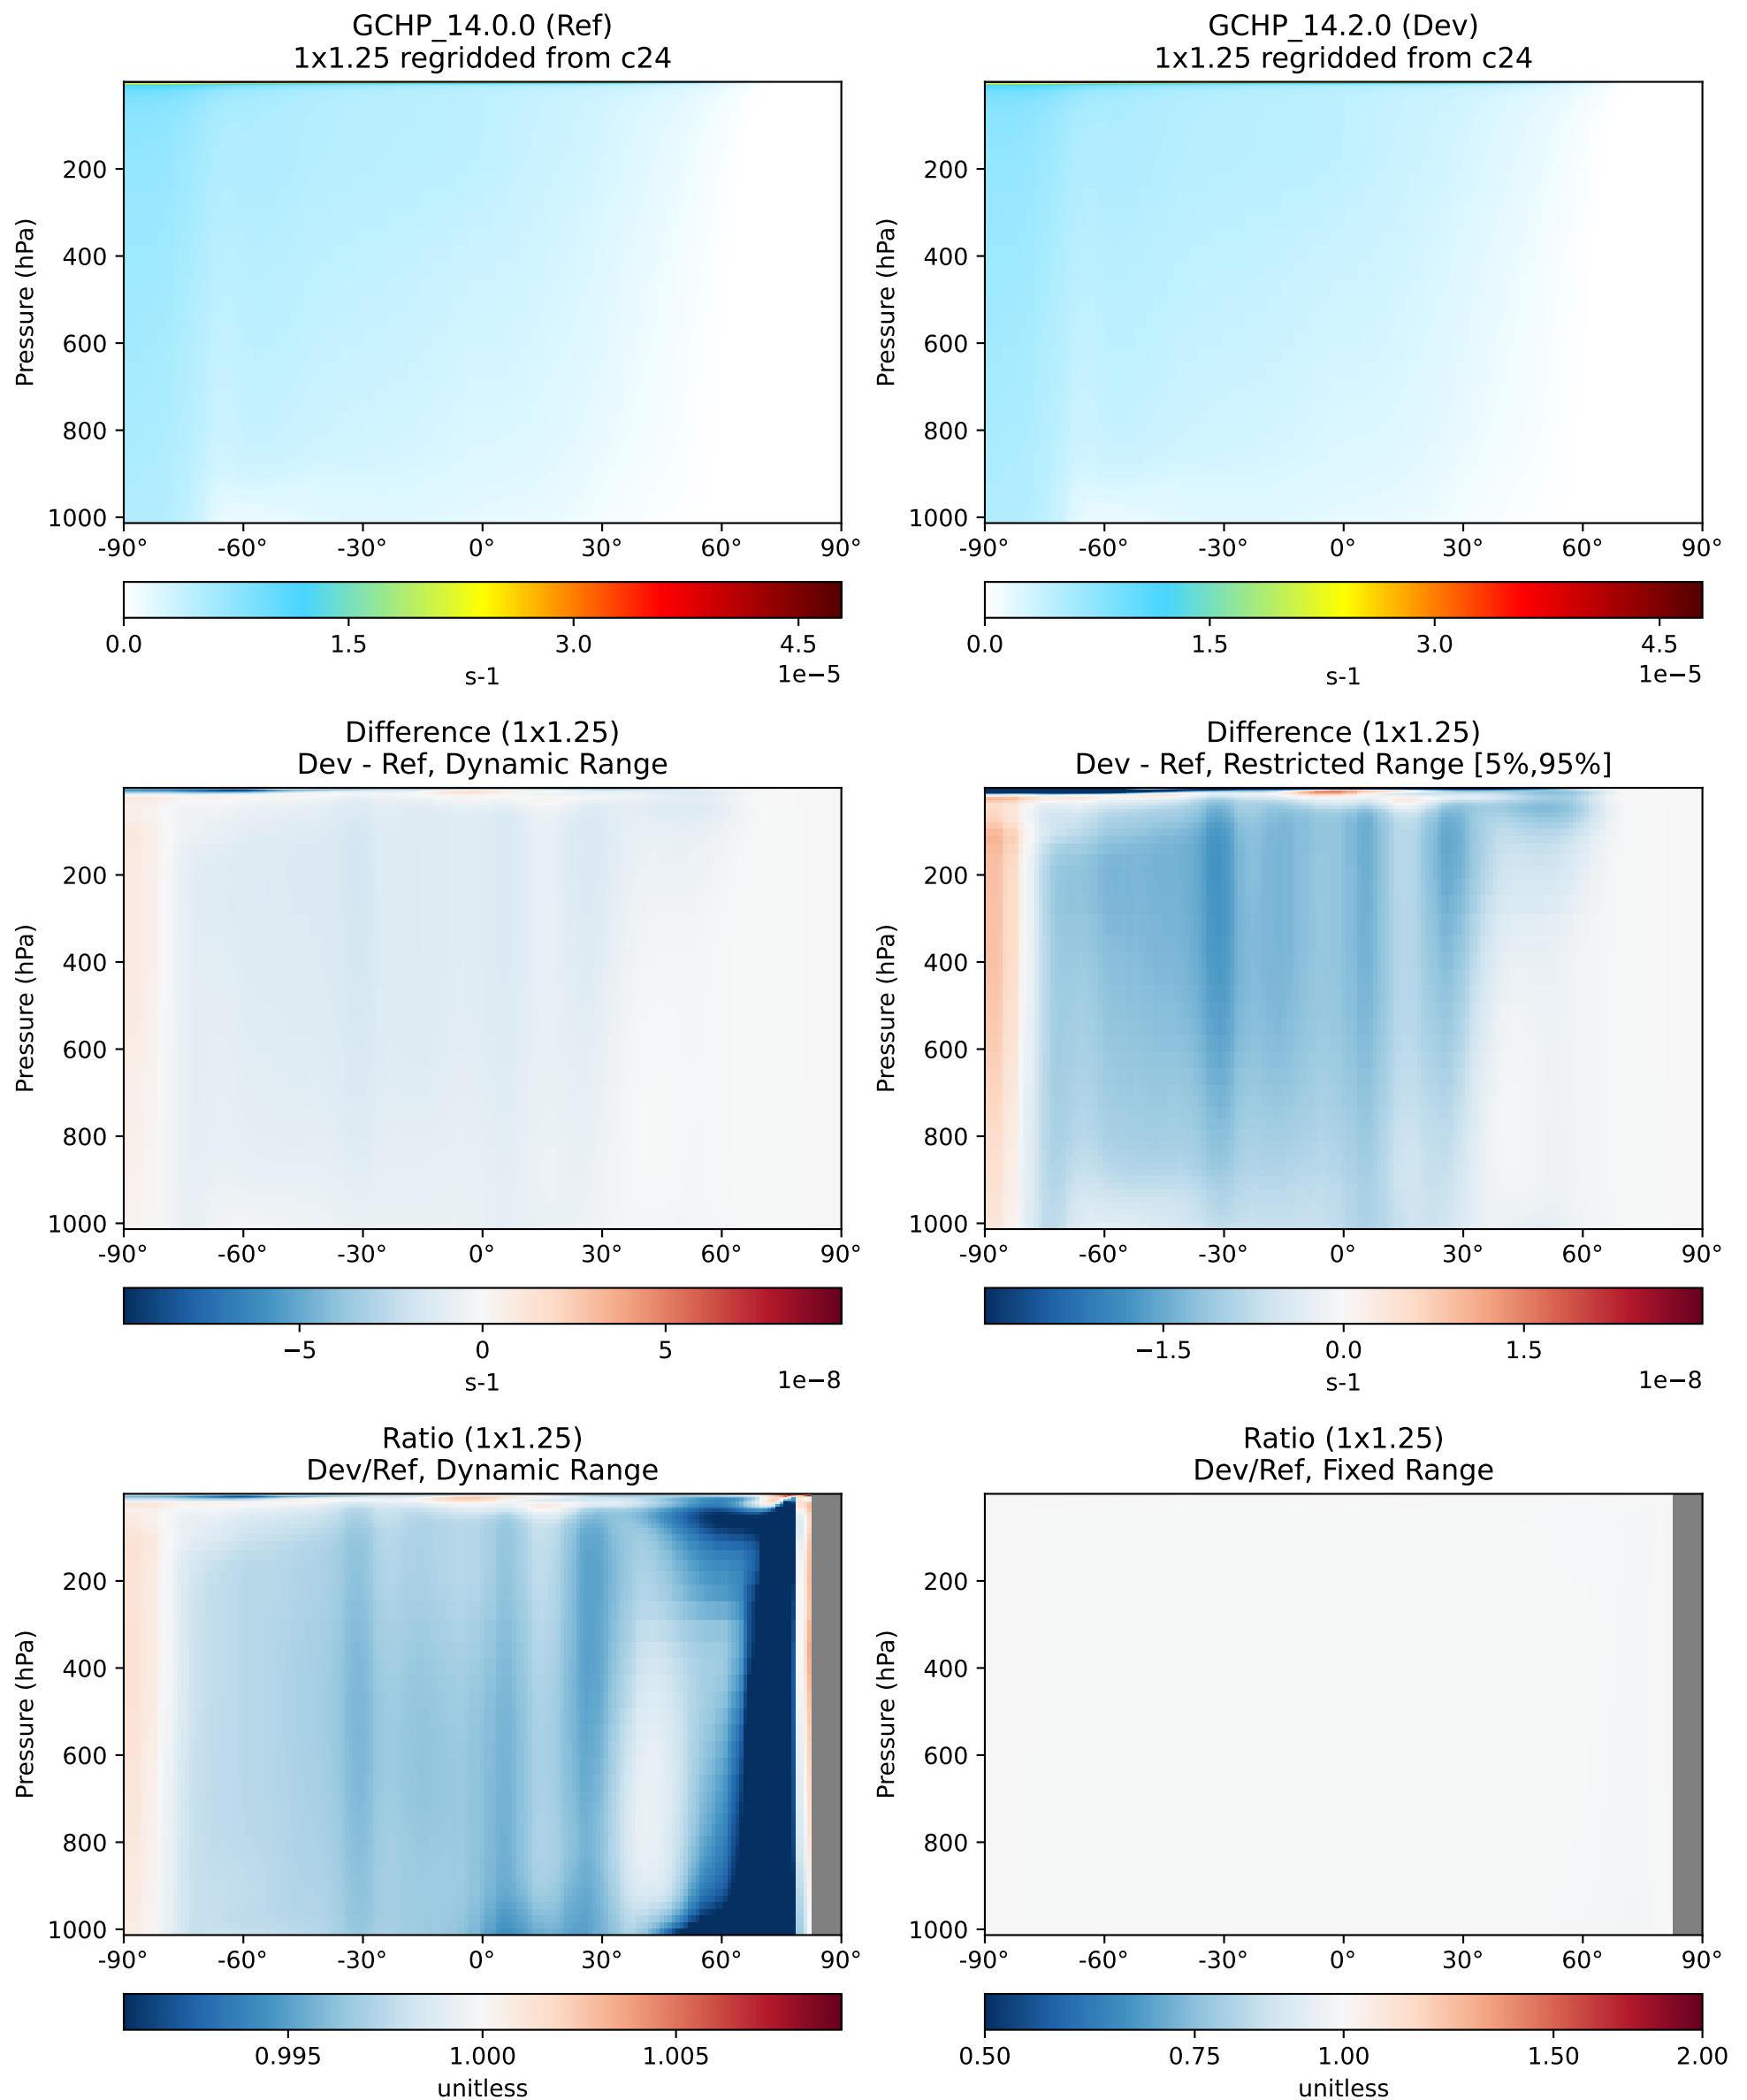 GCHP_14.0.0 (Ref)
1x1.25 regridded from c24
Pressure (hPa)
200
400
600
800
1000
-90° -60° -30° 0° 30° 60° 90°
0.0 1.5 3.0 4.5
1e−5
s-1
GCHP_14.2.0 (Dev)
1x1.25 regridded from c24
Pressure (hPa)
200
400
600
800
1000
-90° -60° -30° 0° 30° 60° 90°
0.0 1.5 3.0 4.5
1e−5
s-1
Difference (1x1.25)
Dev - Ref, Dynamic Range
Pressure (hPa)
200
400
600
800
1000
-90° -60° -30° 0° 30° 60° 90°
−5 0 5
1e−8
s-1
Difference (1x1.25)
Dev - Ref, Restricted Range [5%,95%]
Pressure (hPa)
200
400
600
800
1000
-90° -60° -30° 0° 30° 60° 90°
−1.5 0.0 1.5
1e−8
s-1
Ratio (1x1.25)
Dev/Ref, Dynamic Range
Pressure (hPa)
200
400
600
800
1000
-90° -60° -30° 0° 30° 60° 90°
0.995 1.000 1.005
unitless
Ratio (1x1.25)
Dev/Ref, Fixed Range
Pressure (hPa)
200
400
600
800
1000
-90° -60° -30° 0° 30° 60° 90°
0.50 0.75 1.00 1.50 2.00
unitless